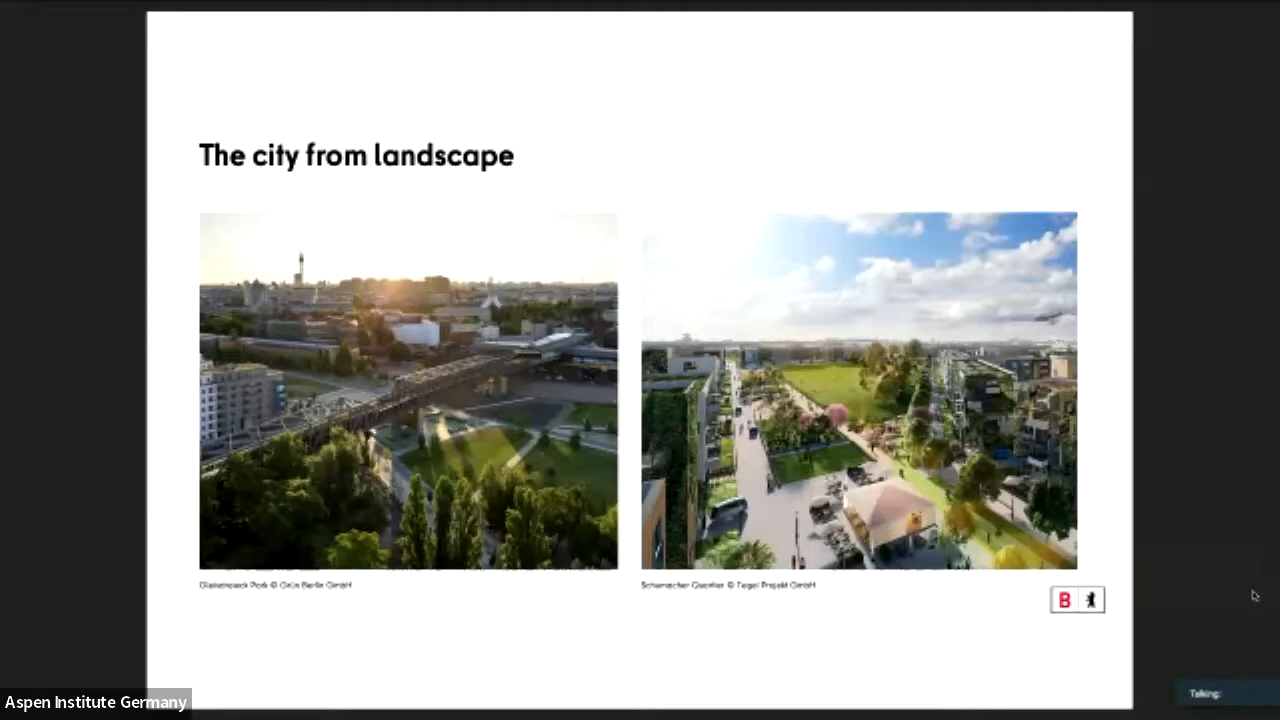 The city from landscape
Gleisdreieck Park © Grün Berlin GmbH
Schumacher Quartier © Tegel Projekt GmbH
B
Aspen Institute Germany
Talking: